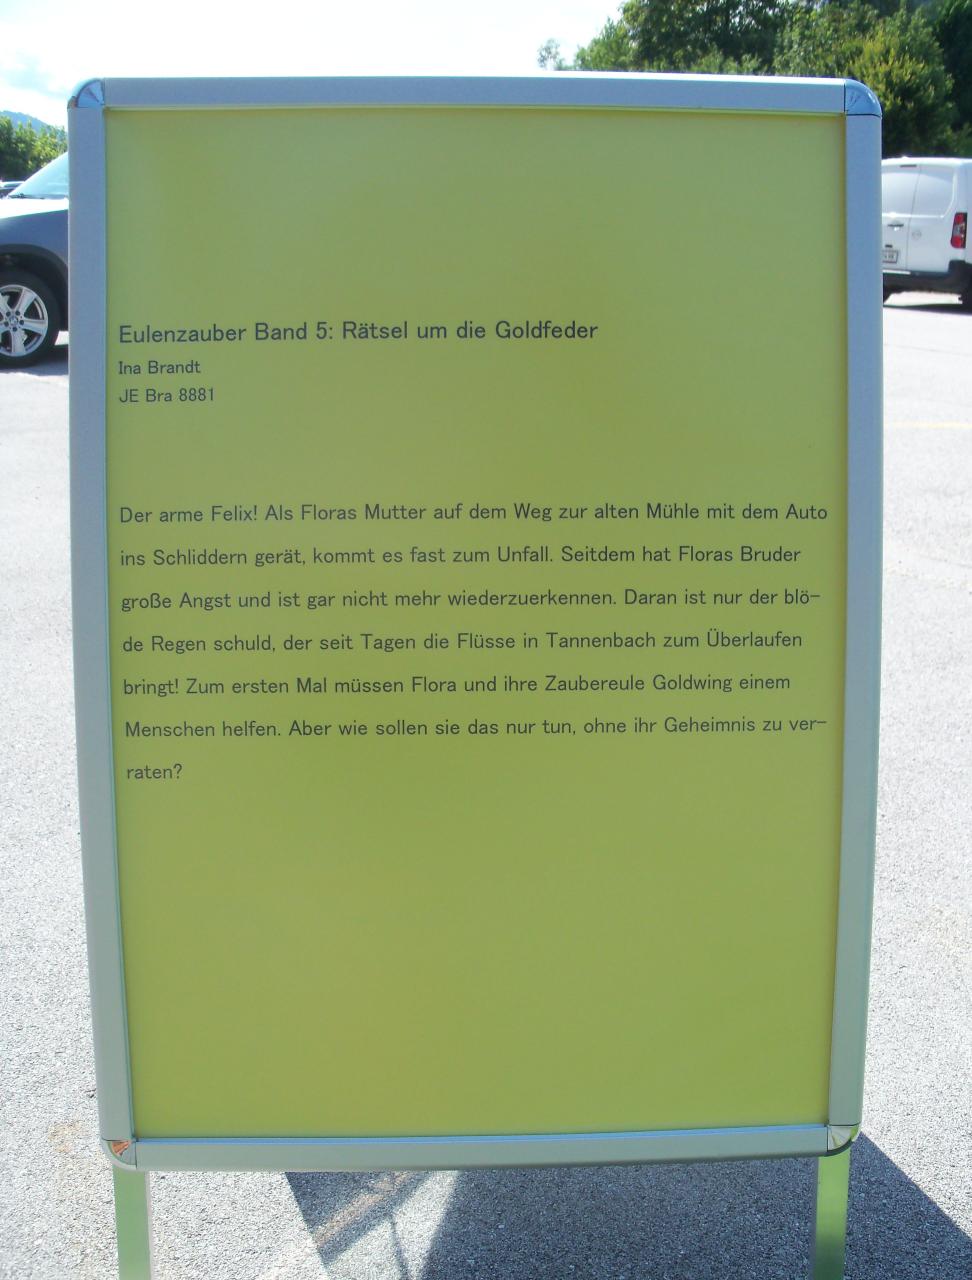 Eulenzauber Band 5: Rätsel um die Goldfeder
Ina Brandt
JE Bra 8881
Der arme Felix! Als Floras Mutter auf dem Weg zur alten Mühle mit dem Auto
ins Schliddern gerät, kommt es fast zum Unfall. Seitdem hat Floras Bruder
große Angst und ist gar nicht mehr wiederzuerkennen. Daran ist nur der blö-
de Regen schuld, der seit Tagen die Flüsse in Tannenbach zum Überlaufen
bringt! Zum ersten Mal müssen Flora und ihre Zaubereule Goldwing einem
Menschen helfen. Aber wie sollen sie das nur tun, ohne ihr Geheimnis zu ver-
raten?